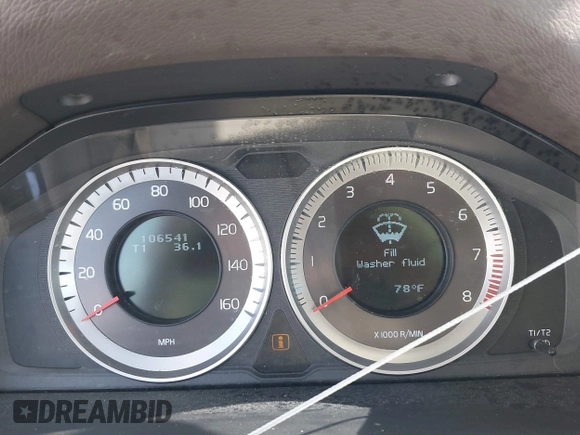 0
20
40
60
80
100
120
140
160
106541
T1 36.1
MPH
0
1
2
3
4
5
6
7
8
Fill
Washer fluid
78°F
X1000 R/MIN
T1/T2
DREAMBID